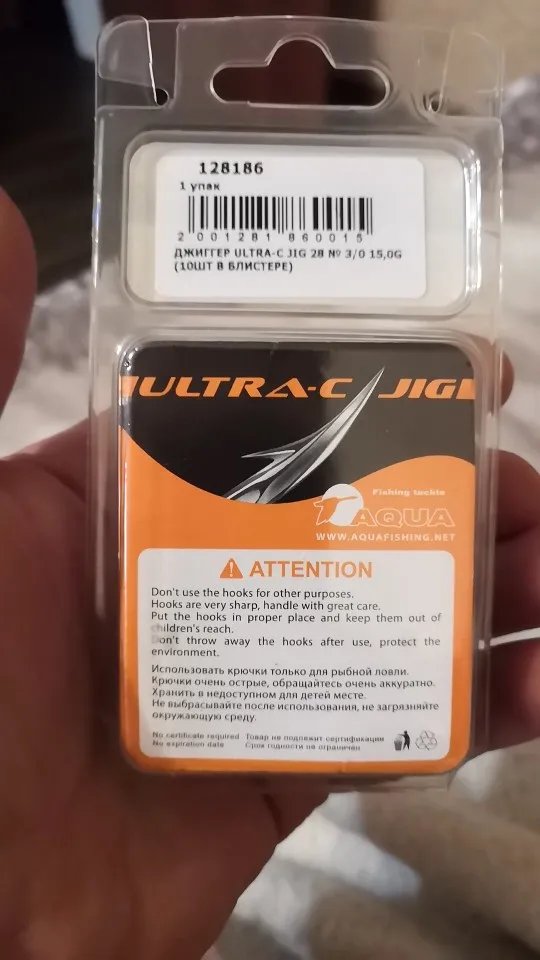 128186
1 упак
2 001281 860015
ДЖИГГЕР ULTRA-C JIG 28 № 3/0 15,0G
(10ШТ В БЛИСТЕРЕ)
ULTRA-C JIG
Fishing tackle
AQUA
WWW.AQUAFISHING.NET
ATTENTION
Don't use the hooks for other purposes.
Hooks are very sharp, handle with great care.
Put the hooks in proper place and keep them out of
children's reach.
Don't throw away the hooks after use, protect the
environment.
Использовать крючки только для рыбной ловли.
Крючки очень острые, обращайтесь очень аккуратно.
Хранить в недоступном для детей месте.
Не выбрасывайте после использования, не загрязняйте
окружающую среду.
No certificate required Товар не подлежит сертификации
No expiration date Срок годности не ограничен